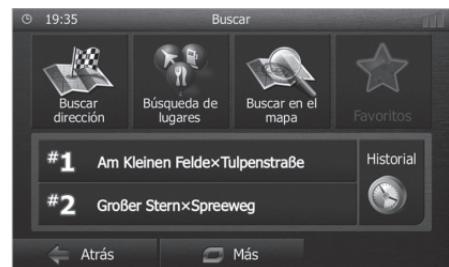 19:35 Buscar
Buscar dirección
Búsqueda de lugares
Buscar en el mapa
Favoritos
#1 Am Kleinen Felde×Tulpenstraße
Historial
#2 Großer Stern×Spreeweg
Atrás Más